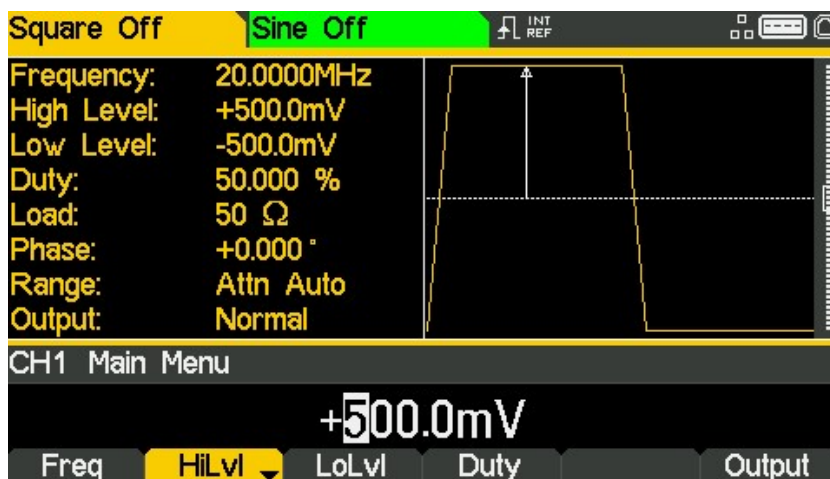 Square Off
Sine Off
INT
REF
Frequency: 20.0000MHz
High Level: +500.0mV
Low Level: -500.0mV
Duty: 50.000 %
Load: 50 Ω
Phase: +0.000 °
Range: Attn Auto
Output: Normal
CH1 Main Menu
+500.0mV
Freq HiLvl LoLvl Duty Output